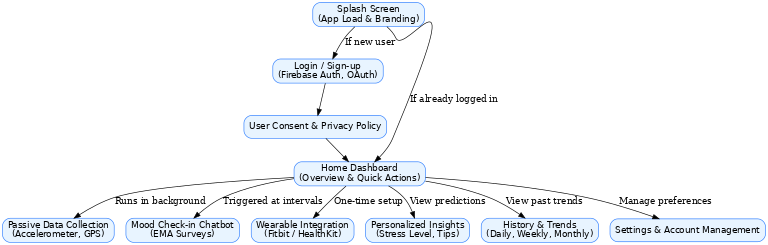 Splash Screen
(App Load & Branding)
If new user
Login / Sign-up
(Firebase Auth, OAuth)
If already logged in
User Consent & Privacy Policy
Home Dashboard
(Overview & Quick Actions)
Runs in background
Triggered at intervals
One-time setup
View predictions
View past trends
Manage preferences
Passive Data Collection
(Accelerometer, GPS)
Mood Check-in Chatbot
(EMA Surveys)
Wearable Integration
(Fitbit / HealthKit)
Personalized Insights
(Stress Level, Tips)
History & Trends
(Daily, Weekly, Monthly)
Settings & Account Management